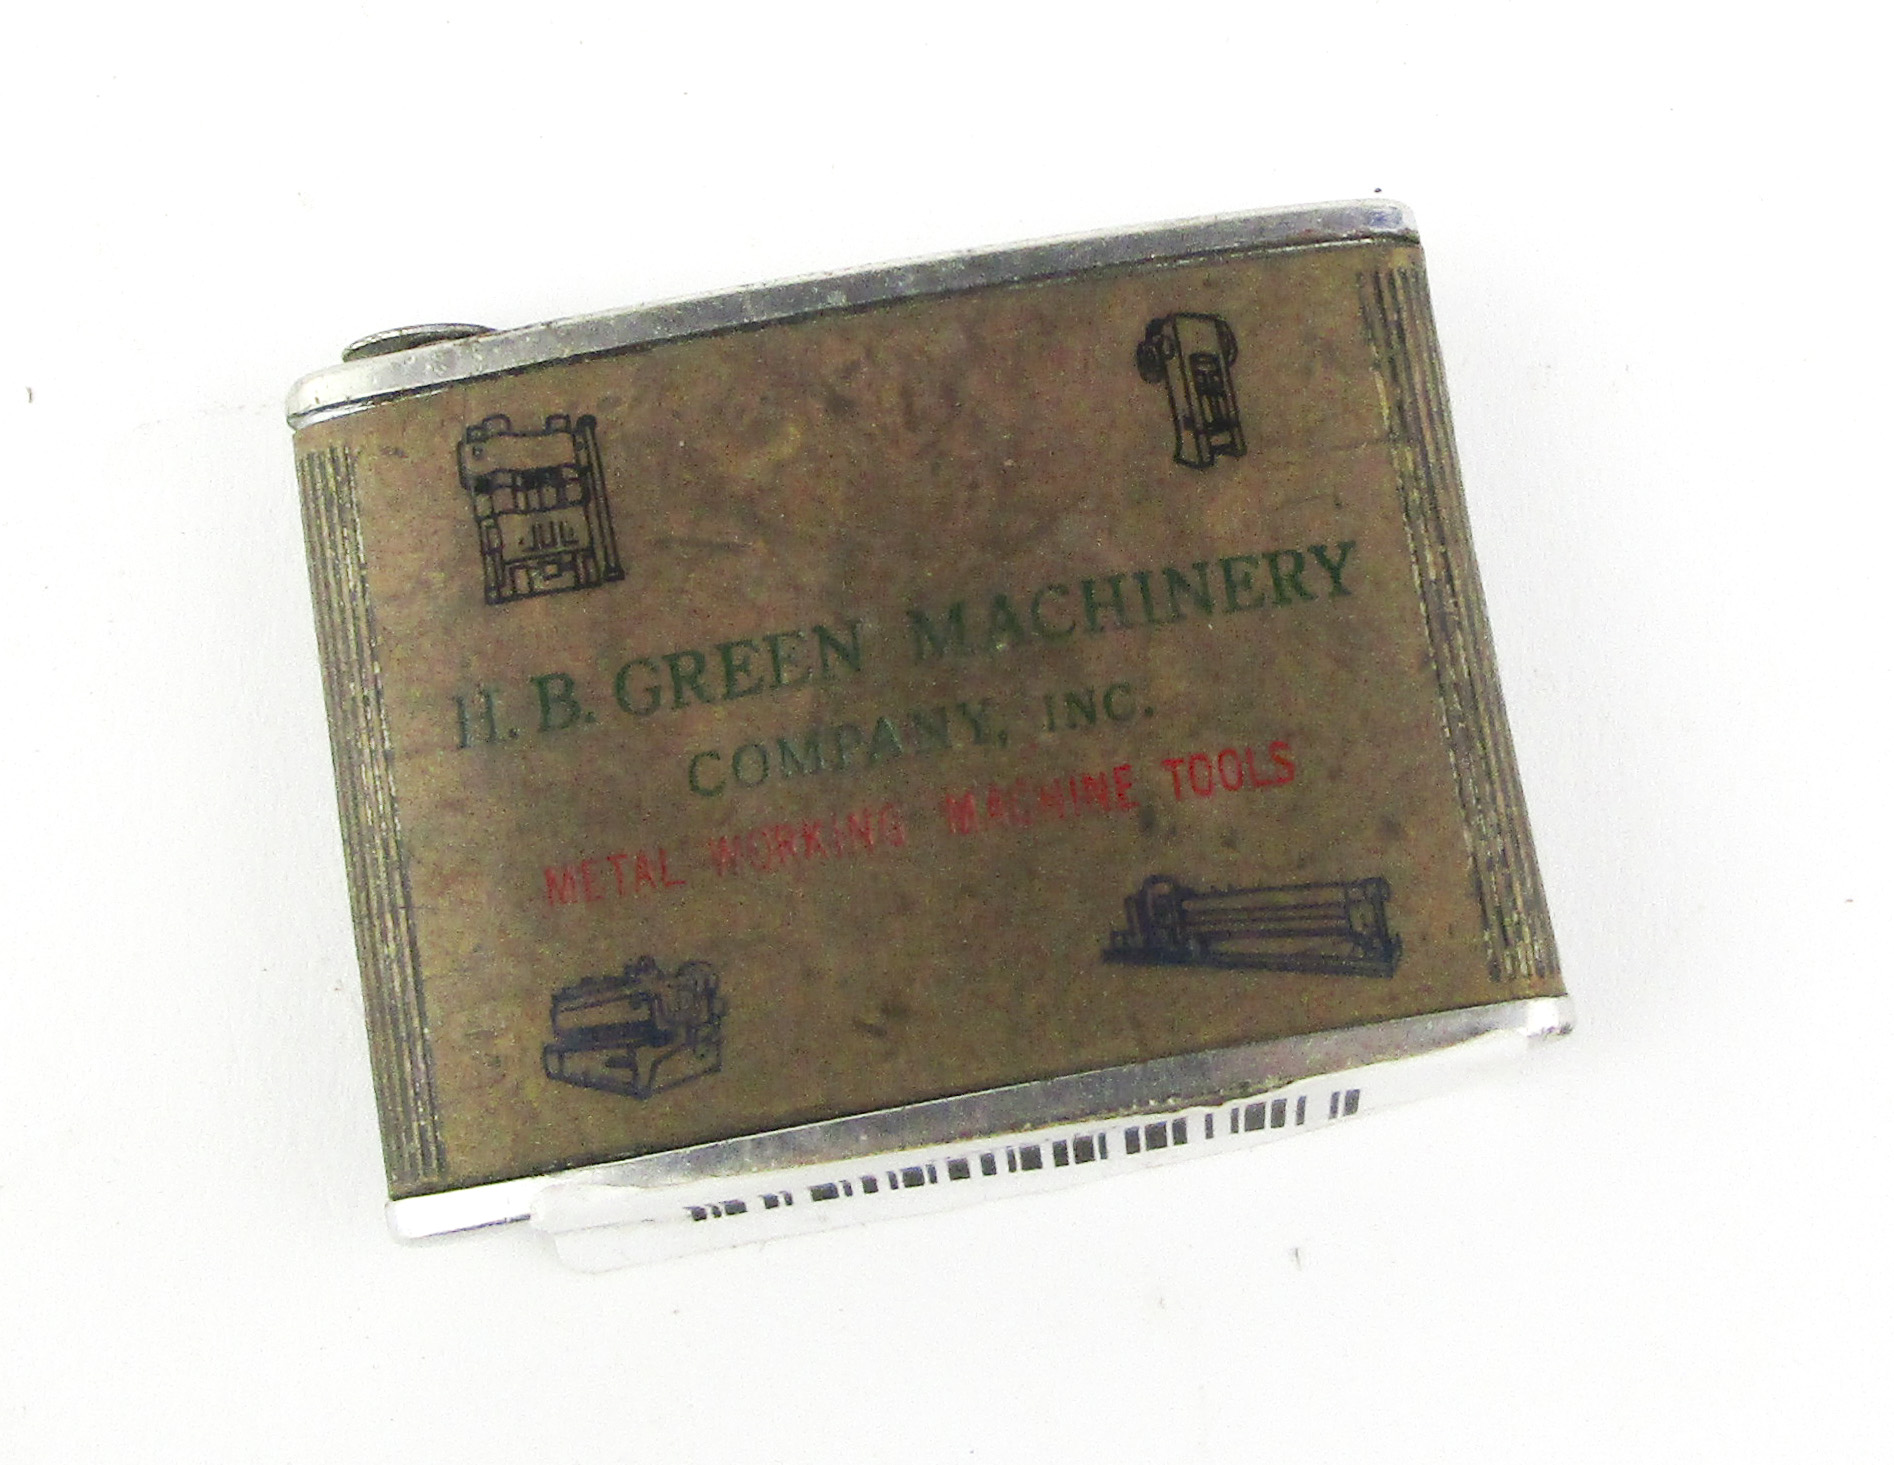 H. B. GREEN MACHINERY
COMPANY, INC.
METAL WORKING MACHINE TOOLS